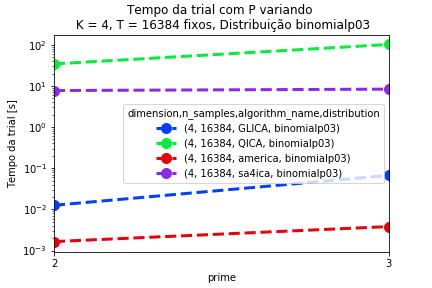 Tempo da trial com P variando
K = 4, T = 16384 fixos, Distribuição binomialp03
Tempo da trial [s]
10²
10¹
10⁰
10⁻¹
10⁻²
10⁻³
dimension,n_samples,algorithm_name,distribution
(4, 16384, GLICA, binomialp03)
(4, 16384, QICA, binomialp03)
(4, 16384, america, binomialp03)
(4, 16384, sa4ica, binomialp03)
2
3
prime